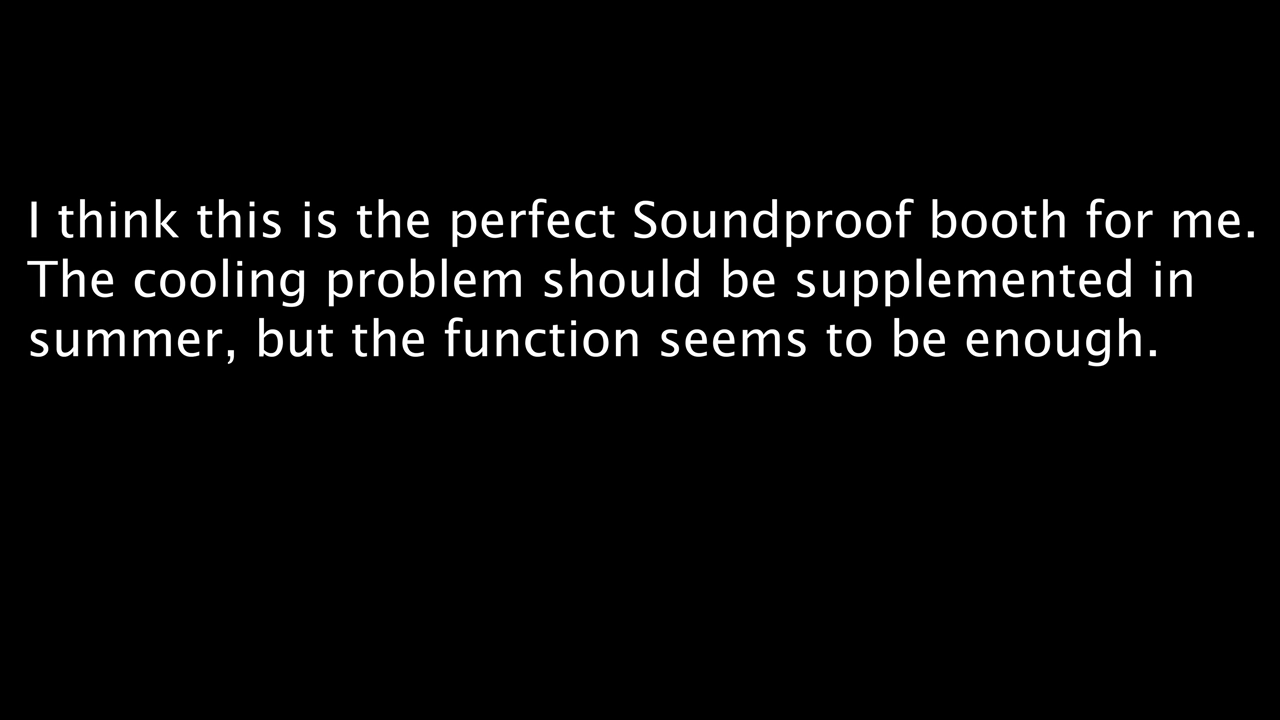 I think this is the perfect Soundproof booth for me.
The cooling problem should be supplemented in
summer, but the function seems to be enough.